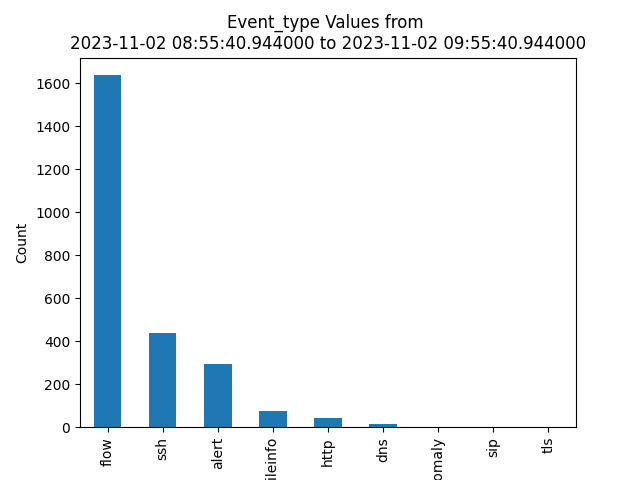 Event_type Values from
2023-11-02 08:55:40.944000 to 2023-11-02 09:55:40.944000
1600
1400
1200
1000
800
600
400
200
0
Count
flow
ssh
alert
ileinfo
http
dns
omaly
sip
tls